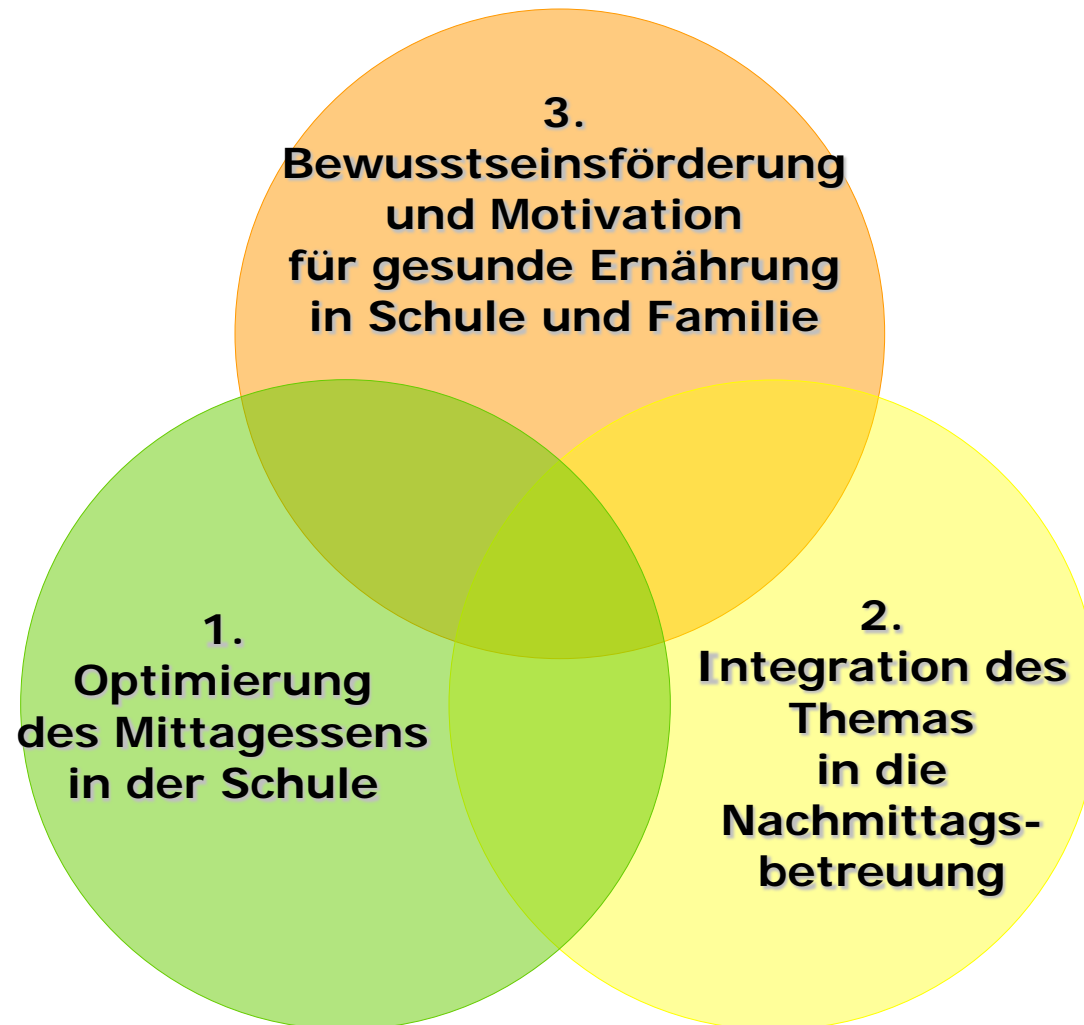 3.
Bewusstseinsförderung
und Motivation
für gesunde Ernährung
in Schule und Familie
1.
Optimierung
des Mittagessens
in der Schule
2.
Integration des
Themas
in die
Nachmittags-
betreuung